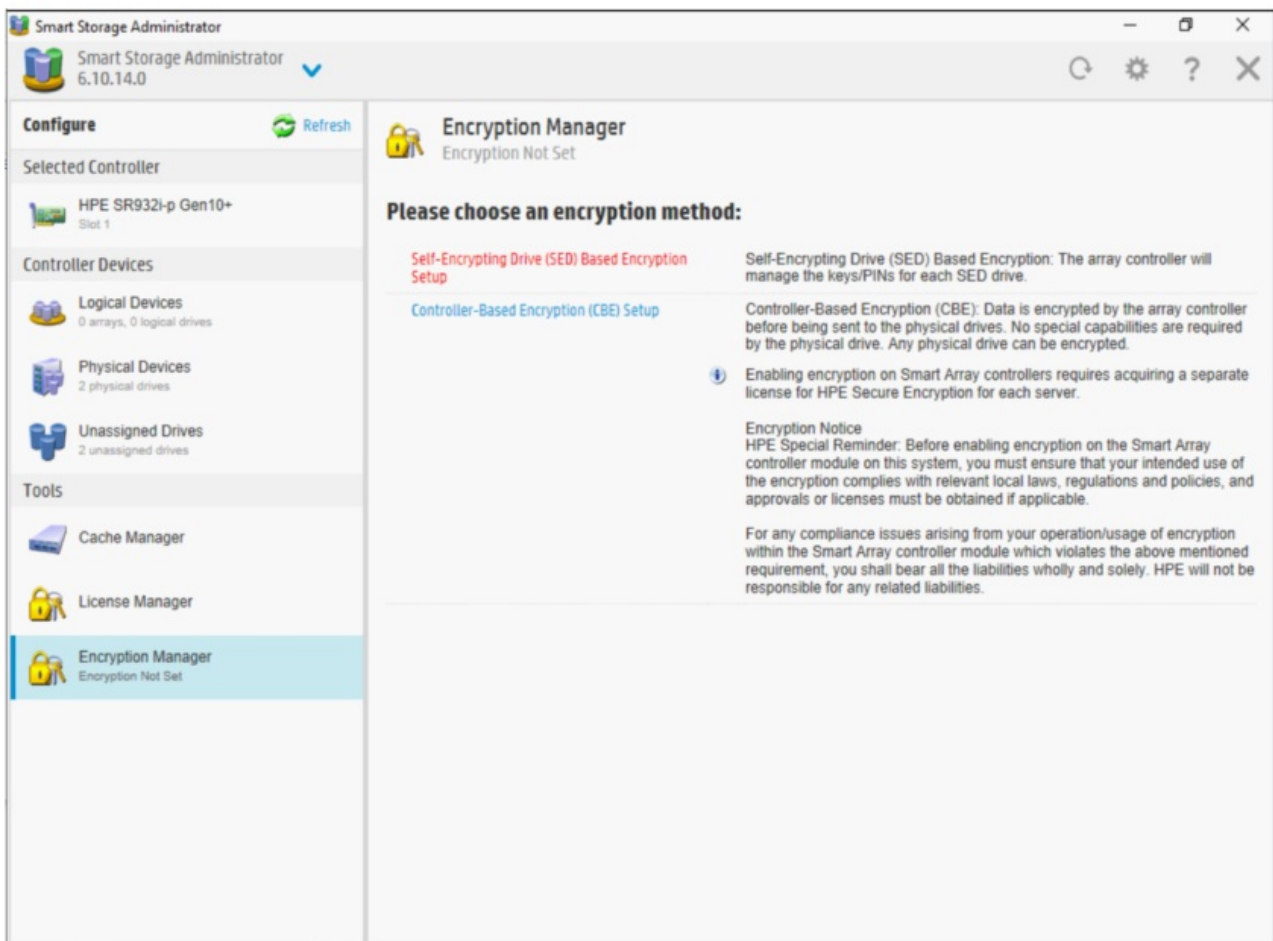 Smart Storage Administrator
Smart Storage Administrator
6.10.14.0
Configure
Refresh
Selected Controller
HPE SR932i-p Gen10+
Slot 1
Controller Devices
Logical Devices
0 arrays, 0 logical drives
Physical Devices
2 physical drives
Unassigned Drives
2 unassigned drives
Tools
Cache Manager
License Manager
Encryption Manager
Encryption Not Set
Encryption Manager
Encryption Not Set
Please choose an encryption method:
Self-Encrypting Drive (SED) Based Encryption
Setup
Self-Encrypting Drive (SED) Based Encryption: The array controller will
manage the keys/PINs for each SED drive.
Controller-Based Encryption (CBE) Setup
Controller-Based Encryption (CBE): Data is encrypted by the array controller
before being sent to the physical drives. No special capabilities are required
by the physical drive. Any physical drive can be encrypted.
Enabling encryption on Smart Array controllers requires acquiring a separate
license for HPE Secure Encryption for each server.
Encryption Notice
HPE Special Reminder: Before enabling encryption on the Smart Array
controller module on this system, you must ensure that your intended use of
the encryption complies with relevant local laws, regulations and policies, and
approvals or licenses must be obtained if applicable.
For any compliance issues arising from your operation/usage of encryption
within the Smart Array controller module which violates the above mentioned
requirement, you shall bear all the liabilities wholly and solely. HPE will not be
responsible for any related liabilities.